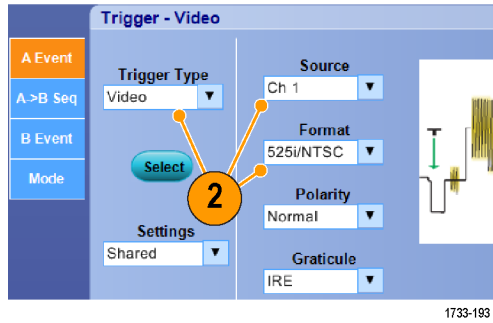 Trigger - Video
A Event
A->B Seq
B Event
Mode
Trigger Type
Video
Select
Settings
Shared
2
Source
Ch 1
Format
525i/NTSC
Polarity
Normal
Graticule
IRE
T
1733-193